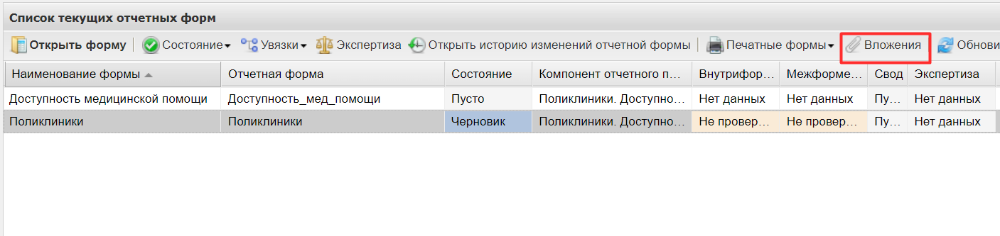 Список текущих отчетных форм
Открыть форму Состояние Увязки Экспертиза Открыть историю изменений отчетной формы Печатные формы Вложения Обнови
Наименование формы Отчетная форма Состояние Компонент отчетного п... Внутриформ... Межформе... Свод Экспертиза
Доступность медицинской помощи Доступность_мед_помощи Пусто Поликлиники. Доступно... Нет данных Нет данных Пу... Нет данных
Поликлиники Поликлиники Черновик Поликлиники. Доступно... Не провер... Не провер... Пу... Нет данных